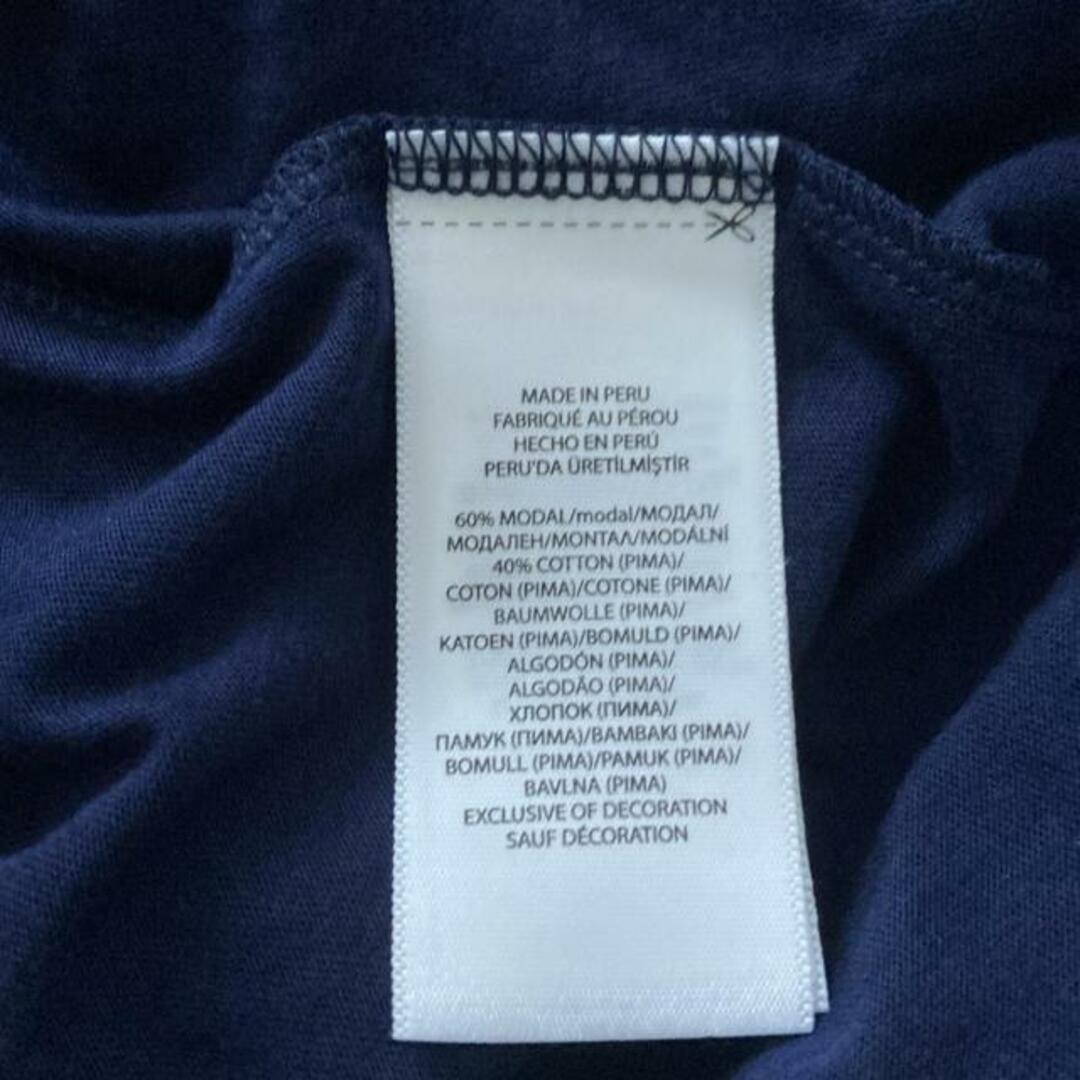 MADE IN PERU
FABRIQUÉ AU PÉROU
HECHO EN PERÚ
PERU'DA ÜRETİLMİŞTİR
60% MODAL/modal/МОДАЛ/
МОДАЛЕН/ΜΟΝΤΑΛ/MODÁLNÍ
40% COTTON (PIMA)/
COTON (PIMA)/COTONE (PIMA)/
BAUMWOLLE (PIMA)/
KATOEN (PIMA)/BOMULD (PIMA)/
ALGODÓN (PIMA)/
ALGODÃO (PIMA)/
ХЛОПОК (ПИМА)/
ПАМУК (ПИМА)/ΒΑΜΒΑΚΙ (PIMA)/
BOMULL (PIMA)/PAMUK (PIMA)/
BAVLNA (PIMA)
EXCLUSIVE OF DECORATION
SAUF DÉCORATION